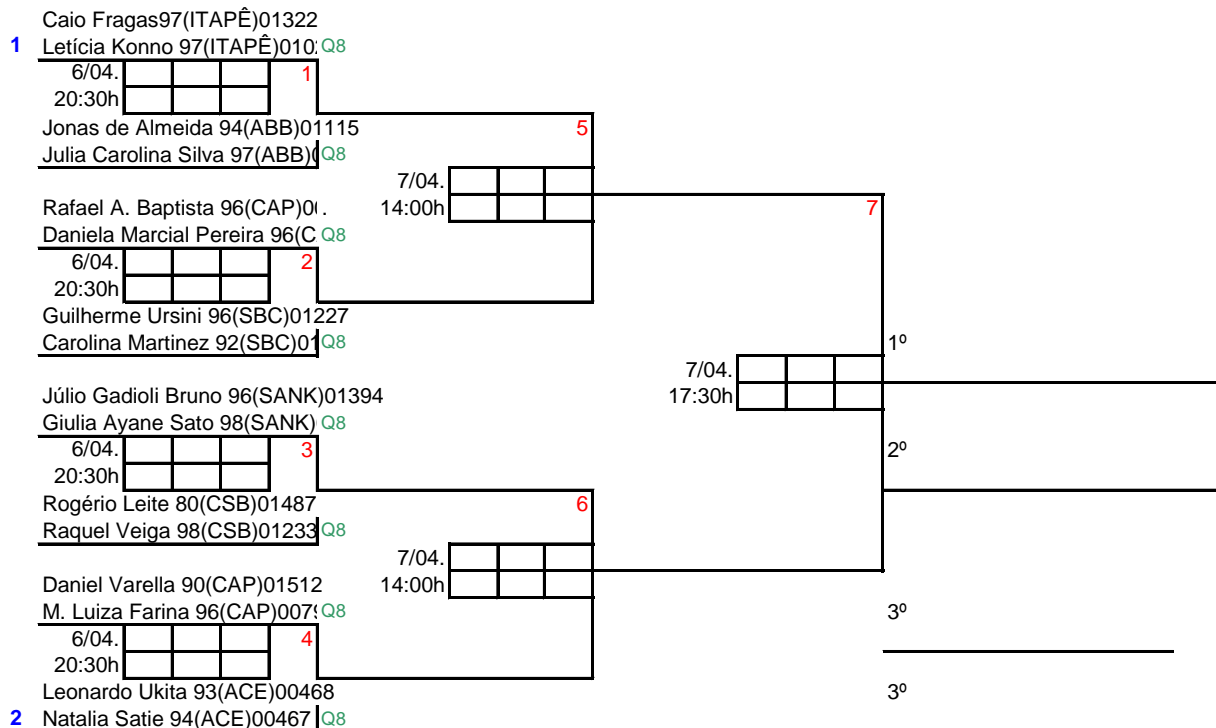 Caio Fragas97(ITAPÊ)01322
1 Letícia Konno 97(ITAPÊ)010 Q8
6/04. 1
20:30h
Jonas de Almeida 94(ABB)01115 5
Julia Carolina Silva 97(ABB) Q8
7/04.
Rafael A. Baptista 96(CAP)0 . 14:00h 7
Daniela Marcial Pereira 96(C Q8
6/04. 2
20:30h
Guilherme Ursini 96(SBC)01227
Carolina Martinez 92(SBC)01 Q8 1º
7/04.
Júlio Gadioli Bruno 96(SANK)01394 17:30h
Giulia Ayane Sato 98(SANK) Q8
6/04. 3 2º
20:30h
Rogério Leite 80(CSB)01487 6
Raquel Veiga 98(CSB)01233 Q8
7/04.
Daniel Varella 90(CAP)01512 14:00h
M. Luiza Farina 96(CAP)007 Q8 3º
6/04. 4
20:30h
Leonardo Ukita 93(ACE)00468 3º
2 Natalia Satie 94(ACE)00467 Q8